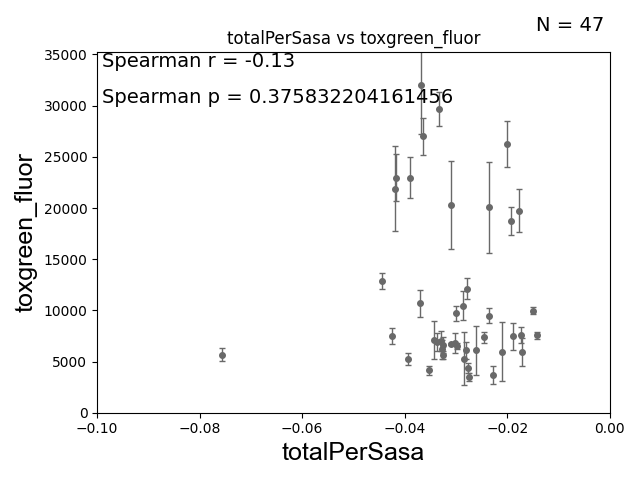 N = 47
totalPerSasa vs toxgreen_fluor
Spearman r = -0.13
Spearman p = 0.375832204161456
toxgreen_fluor
35000
30000
25000
20000
15000
10000
5000
0
−0.10 −0.08 −0.06 −0.04 −0.02 0.00
totalPerSasa